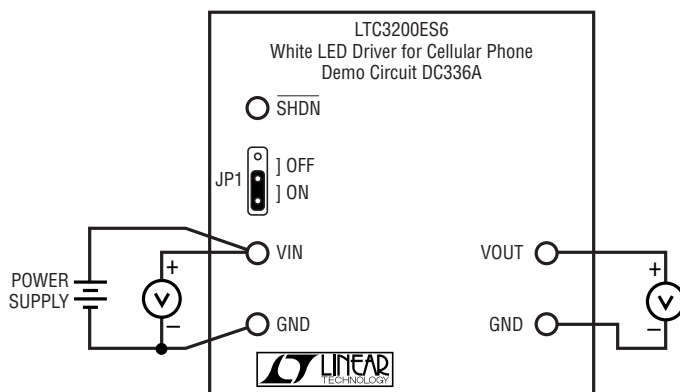 LTC3200ES6
White LED Driver for Cellular Phone
Demo Circuit DC336A
SHDN
JP1
] OFF
] ON
VIN
VOUT
POWER
SUPPLY
+
V
–
+
V
–
GND
GND
LT LINEAR
TECHNOLOGY